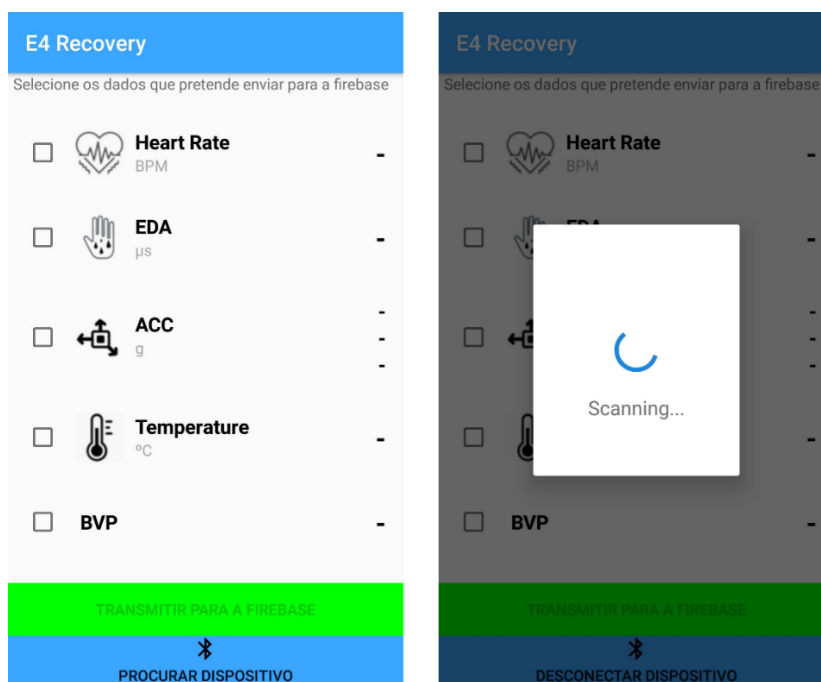 E4 Recovery
Selecione os dados que pretende enviar para a firebase
Heart Rate
BPM
-
EDA
µs
-
ACC
g
-
-
-
Temperature
ºC
-
BVP
-
TRANSMITIR PARA A FIREBASE
PROCURAR DISPOSITIVO
E4 Recovery
Selecione os dados que pretende enviar para a firebase
Heart Rate
BPM
-
EDA
-
-
-
-
Scanning...
-
BVP
-
TRANSMITIR PARA A FIREBASE
DESCONECTAR DISPOSITIVO